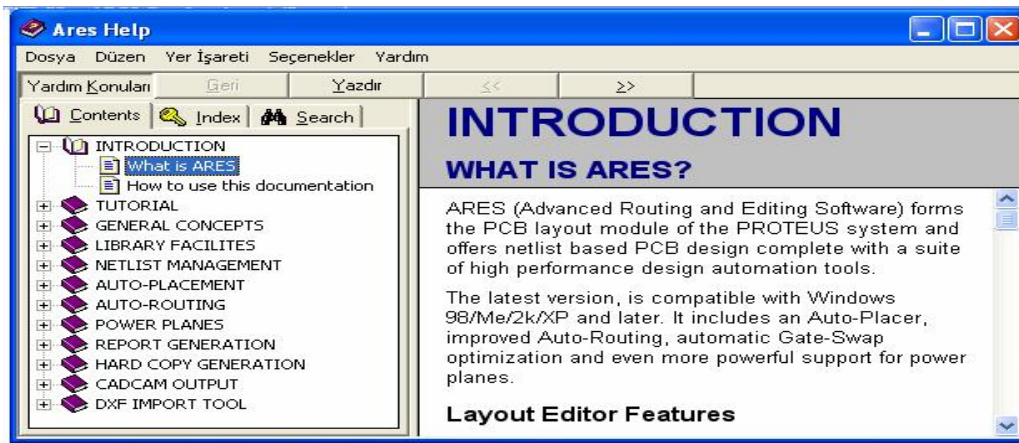 Ares Help
Dosya Düzen Yer İşareti Seçenekler Yardım
Yardım Konuları Geri Yazdır << >>
Contents Index Search
INTRODUCTION
What is ARES
How to use this documentation
TUTORIAL
GENERAL CONCEPTS
LIBRARY FACILITES
NETLIST MANAGEMENT
AUTO-PLACEMENT
AUTO-ROUTING
POWER PLANES
REPORT GENERATION
HARD COPY GENERATION
CADCAM OUTPUT
DXF IMPORT TOOL
INTRODUCTION
WHAT IS ARES?
ARES (Advanced Routing and Editing Software) forms
the PCB layout module of the PROTEUS system and
offers netlist based PCB design complete with a suite
of high performance design automation tools.
The latest version, is compatible with Windows
98/Me/2k/XP and later. It includes an Auto-Placer,
improved Auto-Routing, automatic Gate-Swap
optimization and even more powerful support for power
planes.
Layout Editor Features